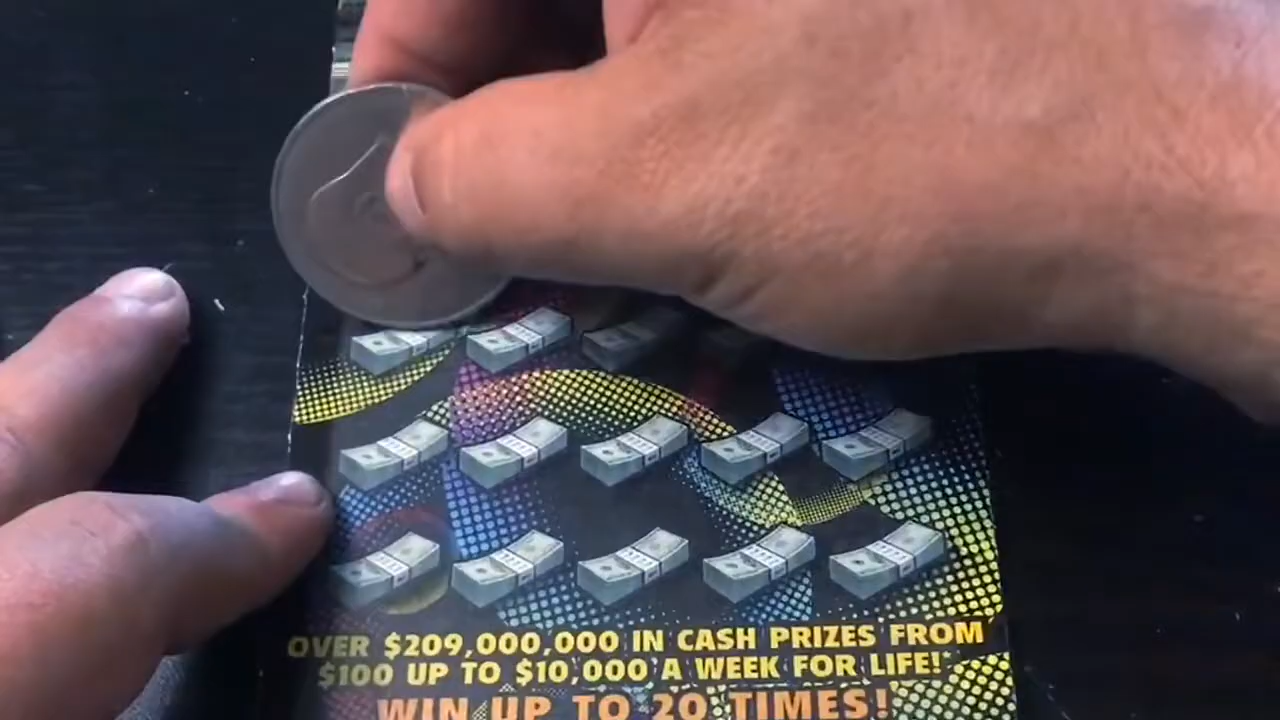 OVER $209,000,000 IN CASH PRIZES FROM
$100 UP TO $10,000 A WEEK FOR LIFE!*
WIN UP TO 20 TIMES!